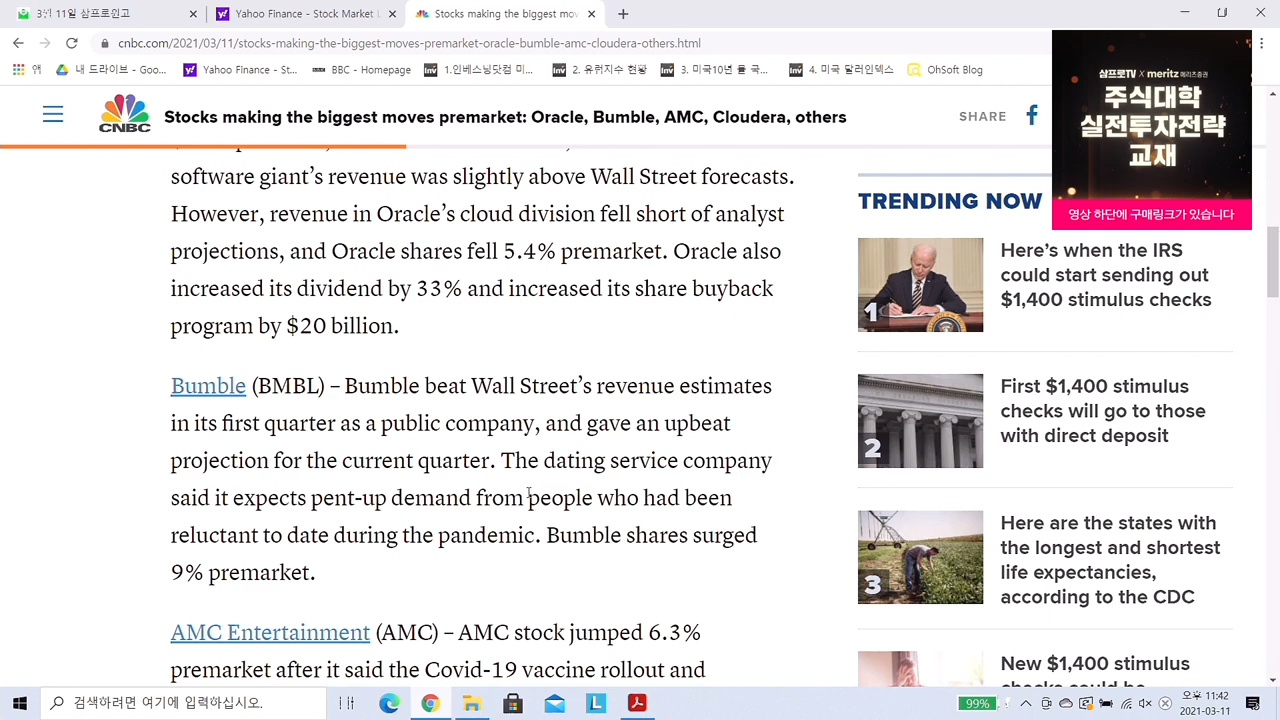 3월 11일 삼프로원고
Yahoo Finance - Stock Market L
Stocks making the biggest mov
cnbc.com/2021/03/11/stocks-making-the-biggest-moves-premarket-oracle-bumble-amc-cloudera-others.html
앱
내 드라이브 - Goo...
Yahoo Finance - St...
BBC - Homepage
1.인베스닝닷컴 미...
2. 유뤄지수 현황
3. 미국10년 률 국...
4. 미국 달러인덱스
OhSoft Blog
CNBC
Stocks making the biggest moves premarket: Oracle, Bumble, AMC, Cloudera, others
SHARE
software giant’s revenue was slightly above Wall Street forecasts.
However, revenue in Oracle’s cloud division fell short of analyst
projections, and Oracle shares fell 5.4% premarket. Oracle also
increased its dividend by 33% and increased its share buyback
program by $20 billion.
Bumble (BMBL) – Bumble beat Wall Street’s revenue estimates
in its first quarter as a public company, and gave an upbeat
projection for the current quarter. The dating service company
said it expects pent-up demand from people who had been
reluctant to date during the pandemic. Bumble shares surged
9% premarket.
AMC Entertainment (AMC) – AMC stock jumped 6.3%
premarket after it said the Covid-19 vaccine rollout and
삼프로TV X meritz 메리츠증권
주식대학
실전투자전략
교재
영상 하단에 구매링크가 있습니다
TRENDING NOW
1
Here’s when the IRS
could start sending out
$1,400 stimulus checks
2
First $1,400 stimulus
checks will go to those
with direct deposit
3
Here are the states with
the longest and shortest
life expectancies,
according to the CDC
New $1,400 stimulus
checks could be
검색하려면 여기에 입력하십시오.
99%
오후 11:42
2021-03-11